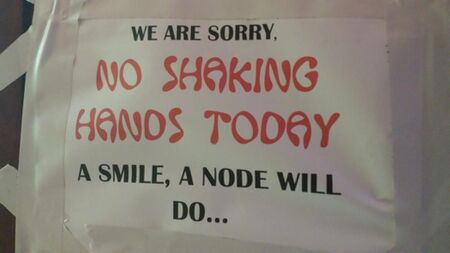 WE ARE SORRY,
NO SHAKING
HANDS TODAY
A SMILE, A NODE WILL
DO...